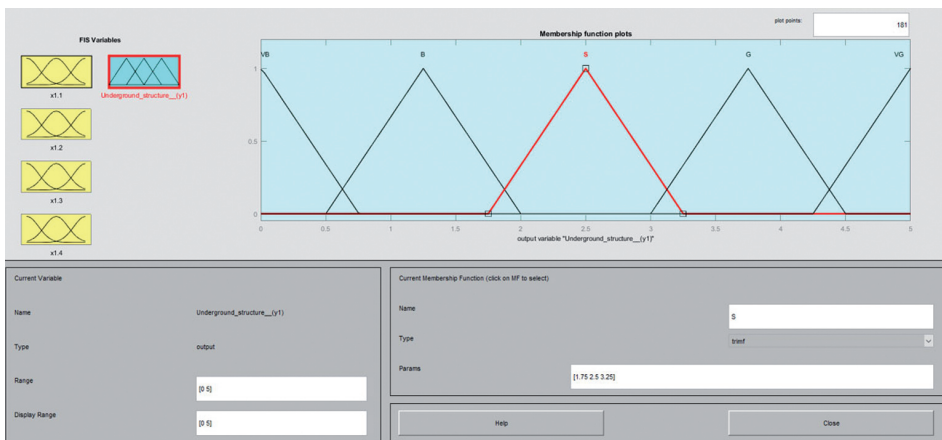 plot points: 181
FIS Variables
Membership function plots
VB B S G VG
x1.1
Underground_structure__(y1)
x1.2
x1.3
x1.4
1
0.5
0
0 0.5 1 1.5 2 2.5 3 3.5 4 4.5 5
output variable "Underground_structure__(y1)"
Current Variable
Name Underground_structure__(y1)
Type output
Range [0 5]
Display Range [0 5]
Current Membership Function (click on MF to select)
Name S
Type trimf
Params [1.75 2.5 3.25]
Help Close